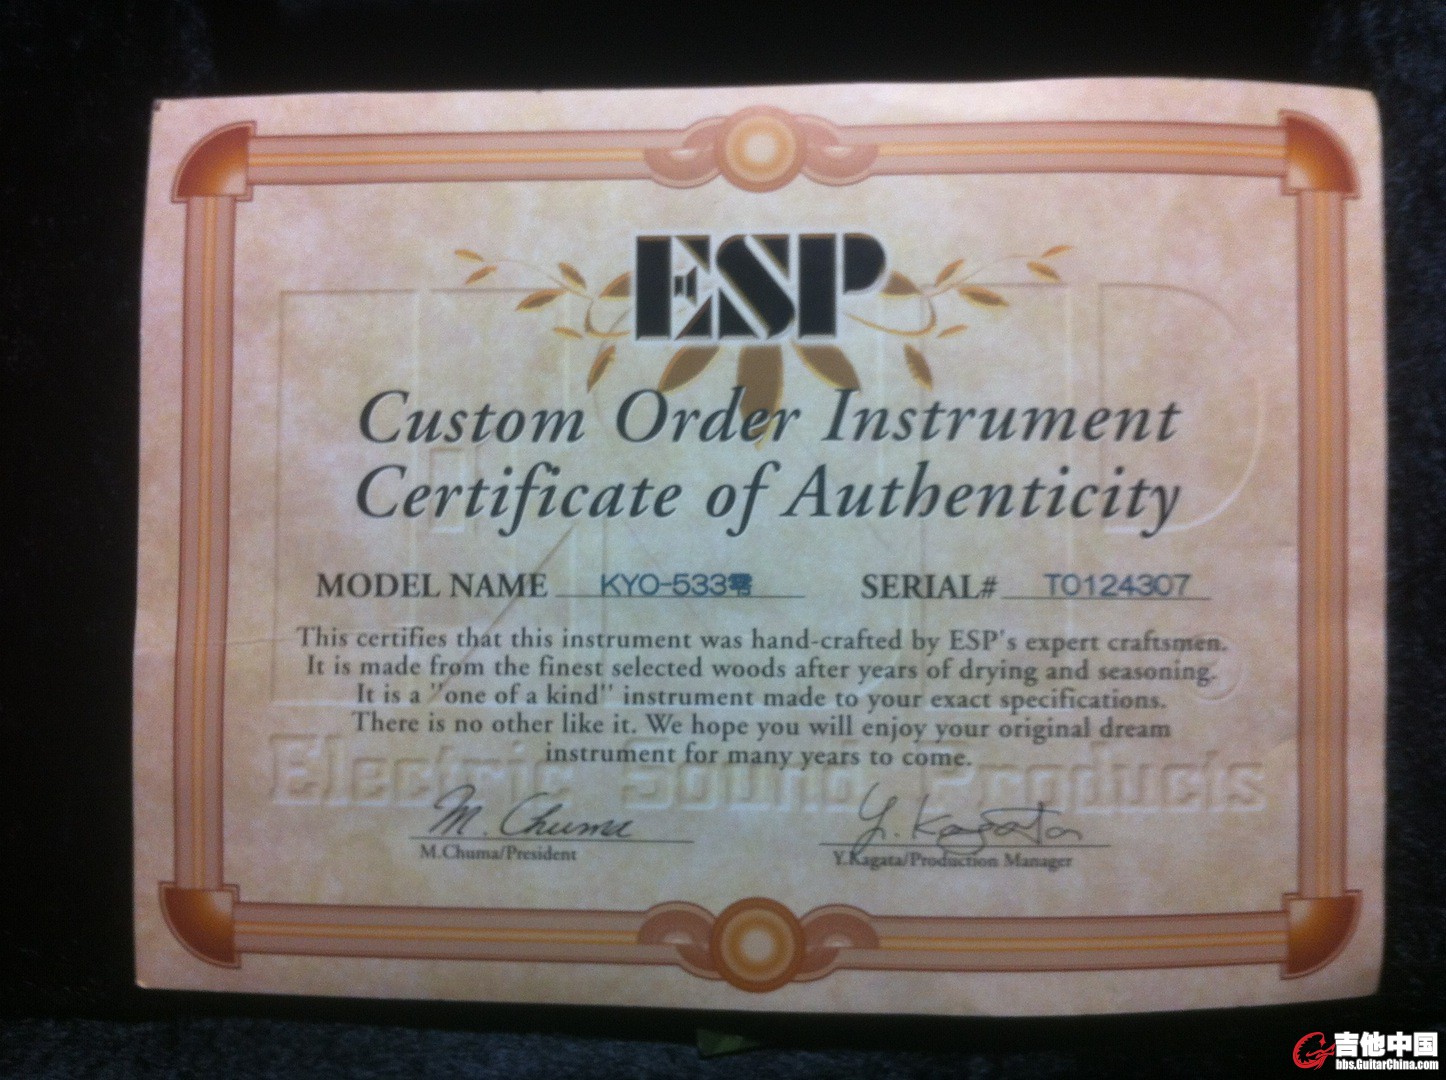 ESP
Custom Order Instrument
Certificate of Authenticity
MODEL NAME KYO-533零 SERIAL# T0124307
This certifies that this instrument was hand-crafted by ESP's expert craftsmen.
It is made from the finest selected woods after years of drying and seasoning.
It is a "one of a kind" instrument made to your exact specifications.
There is no other like it. We hope you will enjoy your original dream
instrument for many years to come.
Electric Sound Products
M. Chuma Y. Kagata
M.Chuma/President Y.Kagata/Production Manager
吉他中国
bbs.GuitarChina.com